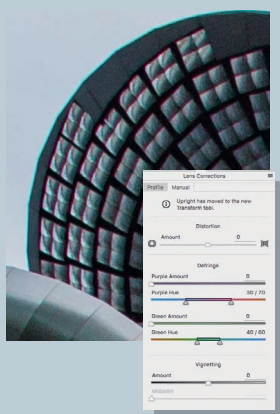 Lens Corrections
Profile Manual
Upright has moved to the new
Transform tool.
Distortion
Amount 0
Defringe
Purple Amount 0
Purple Hue 30 / 70
Green Amount 0
Green Hue 40 / 60
Vignetting
Amount 0
Midpoint